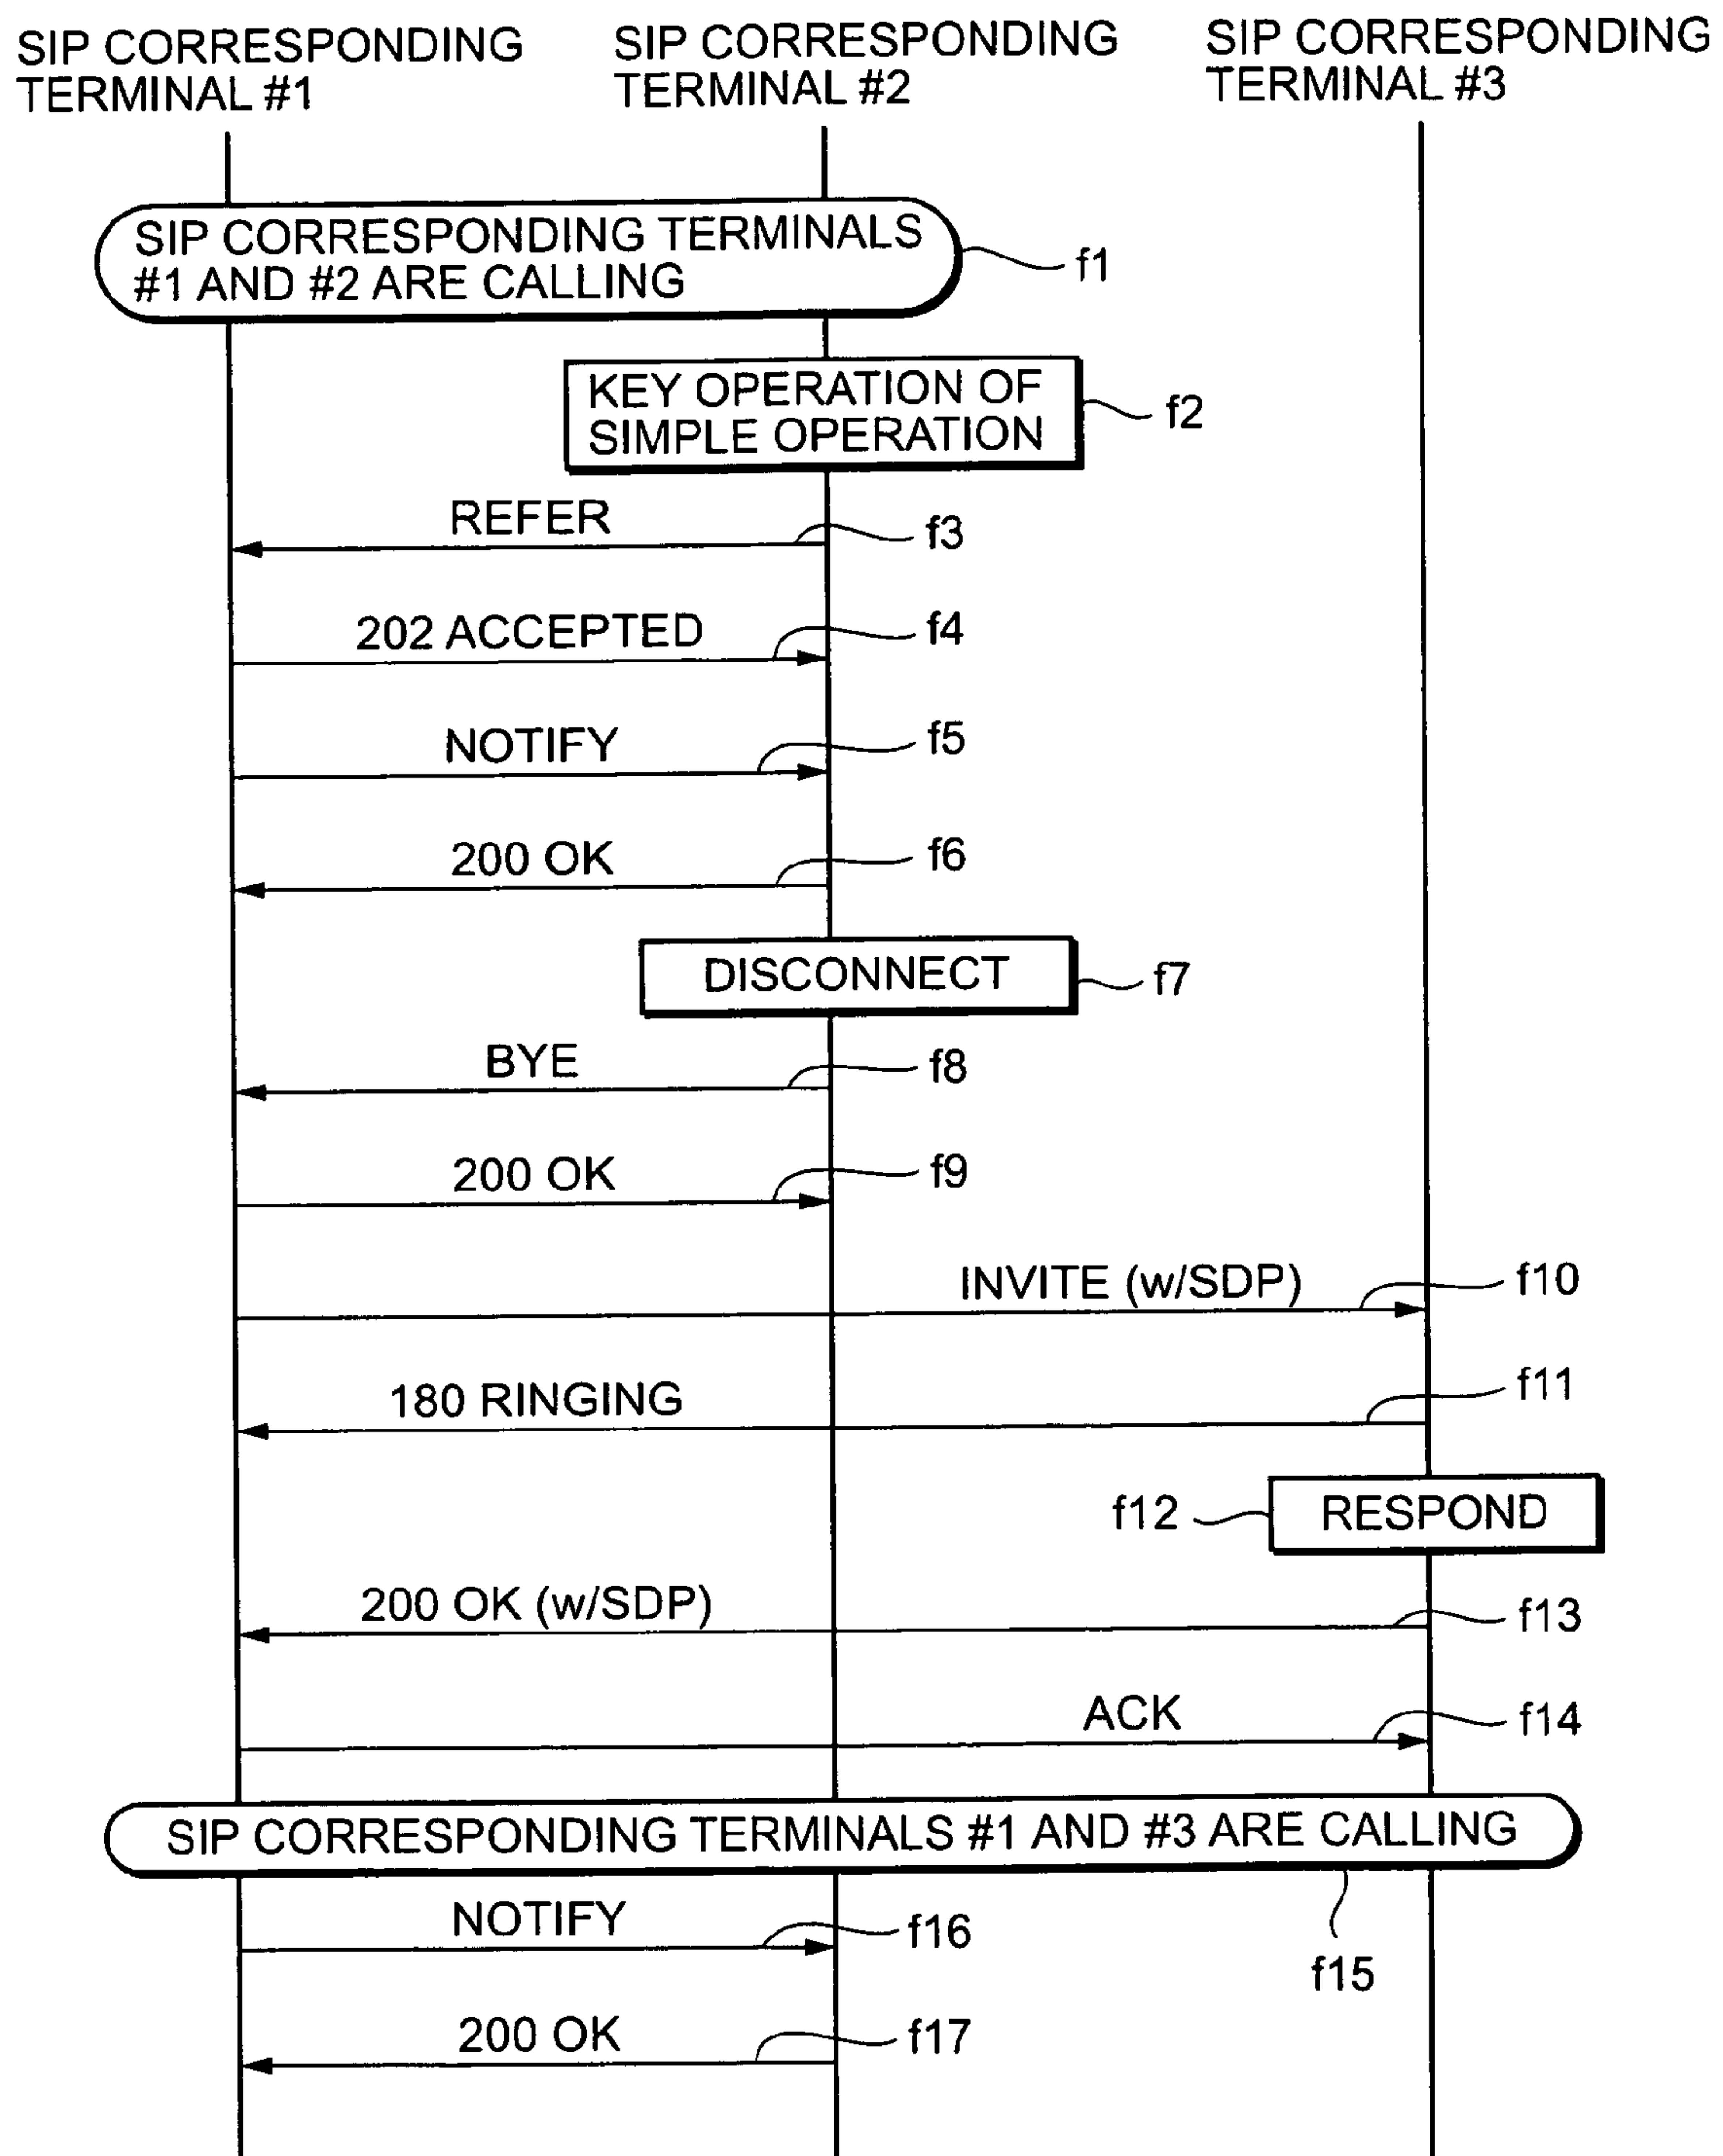 SIP CORRESPONDING
TERMINAL #1
SIP CORRESPONDING
TERMINAL #2
SIP CORRESPONDING
TERMINAL #3
SIP CORRESPONDING TERMINALS
#1 AND #2 ARE CALLING
f1
KEY OPERATION OF
SIMPLE OPERATION
f2
REFER
f3
202 ACCEPTED
f4
NOTIFY
f5
200 OK
f6
DISCONNECT
f7
BYE
f8
200 OK
f9
INVITE (w/SDP)
f10
180 RINGING
f11
f12
RESPOND
200 OK (w/SDP)
f13
ACK
f14
SIP CORRESPONDING TERMINALS #1 AND #3 ARE CALLING
NOTIFY
f16
f15
200 OK
f17